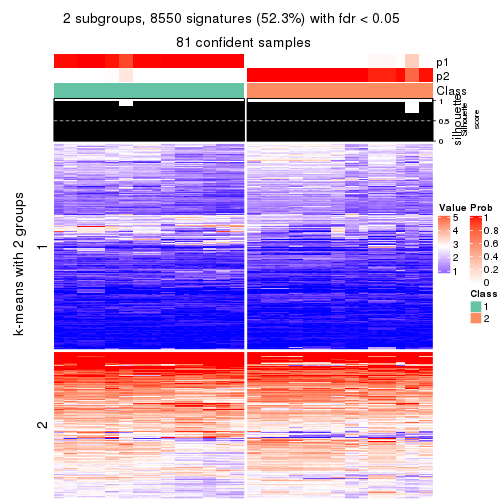 2 subgroups, 8550 signatures (52.3%) with fdr < 0.05
81 confident samples
p1
p2
Class
1
0.5
0
silhouette
Silhouette
score
k-means with 2 groups
1
2
Value
5
4
3
2
1
Prob
1
0.8
0.6
0.4
0.2
0
Class
1
2